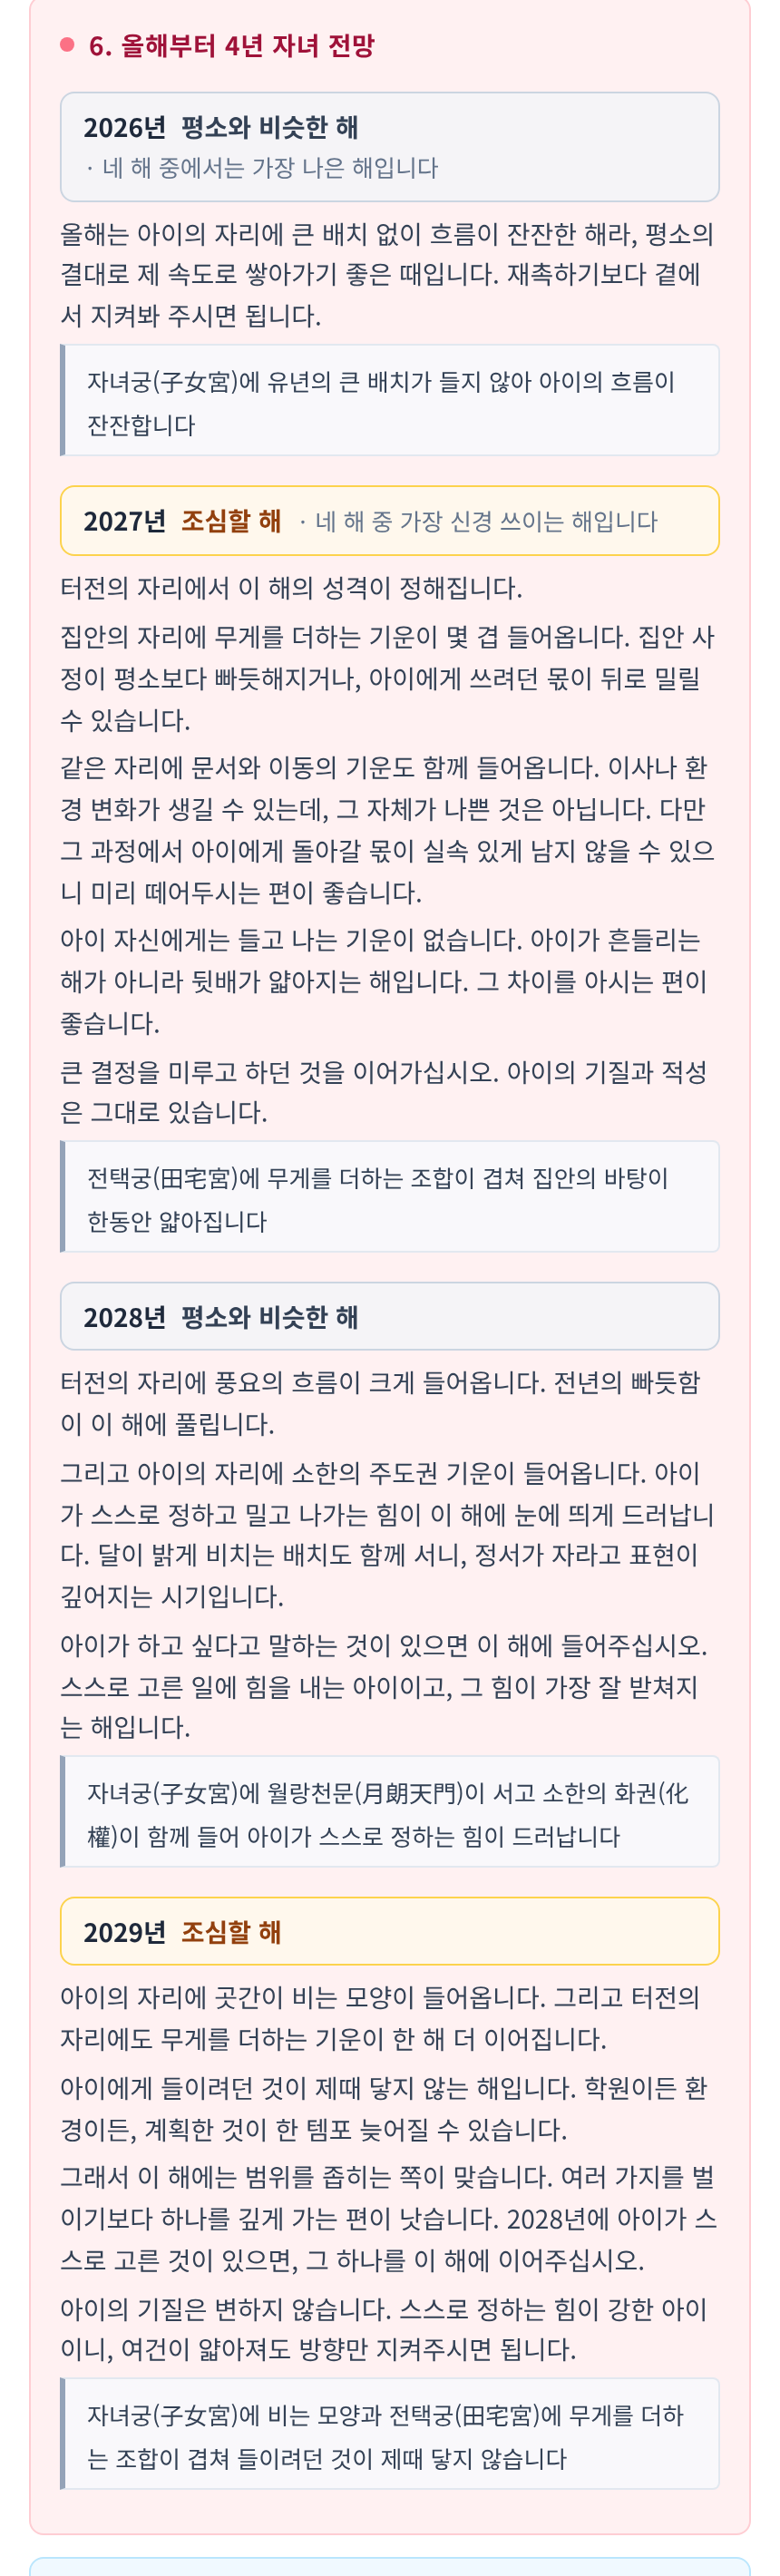 6. 올해부터 4년 자녀 전망
2026년 평소와 비슷한 해
· 네 해 중에서는 가장 나은 해입니다
올해는 아이의 자리에 큰 배치 없이 흐름이 잔잔한 해라, 평소의
결대로 제 속도로 쌓아가기 좋은 때입니다. 재촉하기보다 곁에
서 지켜봐 주시면 됩니다.
자녀궁(子女宮)에 유년의 큰 배치가 들지 않아 아이의 흐름이
잔잔합니다
2027년 조심할 해 · 네 해 중 가장 신경 쓰이는 해입니다
터전의 자리에서 이 해의 성격이 정해집니다.
집안의 자리에 무게를 더하는 기운이 몇 겹 들어옵니다. 집안 사
정이 평소보다 빠듯해지거나, 아이에게 쓰려던 몫이 뒤로 밀릴
수 있습니다.
같은 자리에 문서와 이동의 기운도 함께 들어옵니다. 이사나 환
경 변화가 생길 수 있는데, 그 자체가 나쁜 것은 아닙니다. 다만
그 과정에서 아이에게 돌아갈 몫이 실속 있게 남지 않을 수 있으
니 미리 떼어두시는 편이 좋습니다.
아이 자신에게는 들고 나는 기운이 없습니다. 아이가 흔들리는
해가 아니라 뒷배가 얇아지는 해입니다. 그 차이를 아시는 편이
좋습니다.
큰 결정을 미루고 하던 것을 이어가십시오. 아이의 기질과 적성
은 그대로 있습니다.
전택궁(田宅宮)에 무게를 더하는 조합이 겹쳐 집안의 바탕이
한동안 얇아집니다
2028년 평소와 비슷한 해
터전의 자리에 풍요의 흐름이 크게 들어옵니다. 전년의 빠듯함
이 이 해에 풀립니다.
그리고 아이의 자리에 소한의 주도권 기운이 들어옵니다. 아이
가 스스로 정하고 밀고 나가는 힘이 이 해에 눈에 띄게 드러납니
다. 달이 밝게 비치는 배치도 함께 서니, 정서가 자라고 표현이
깊어지는 시기입니다.
아이가 하고 싶다고 말하는 것이 있으면 이 해에 들어주십시오.
스스로 고른 일에 힘을 내는 아이이고, 그 힘이 가장 잘 받쳐지
는 해입니다.
자녀궁(子女宮)에 월랑천문(月朗天門)이 서고 소한의 화권(化
權)이 함께 들어 아이가 스스로 정하는 힘이 드러납니다
2029년 조심할 해
아이의 자리에 곳간이 비는 모양이 들어옵니다. 그리고 터전의
자리에도 무게를 더하는 기운이 한 해 더 이어집니다.
아이에게 들이려던 것이 제때 닿지 않는 해입니다. 학원이든 환
경이든, 계획한 것이 한 템포 늦어질 수 있습니다.
그래서 이 해에는 범위를 좁히는 쪽이 맞습니다. 여러 가지를 벌
이기보다 하나를 깊게 가는 편이 낫습니다. 2028년에 아이가 스
스로 고른 것이 있으면, 그 하나를 이 해에 이어주십시오.
아이의 기질은 변하지 않습니다. 스스로 정하는 힘이 강한 아이
이니, 여건이 얇아져도 방향만 지켜주시면 됩니다.
자녀궁(子女宮)에 비는 모양과 전택궁(田宅宮)에 무게를 더하
는 조합이 겹쳐 들이려던 것이 제때 닿지 않습니다